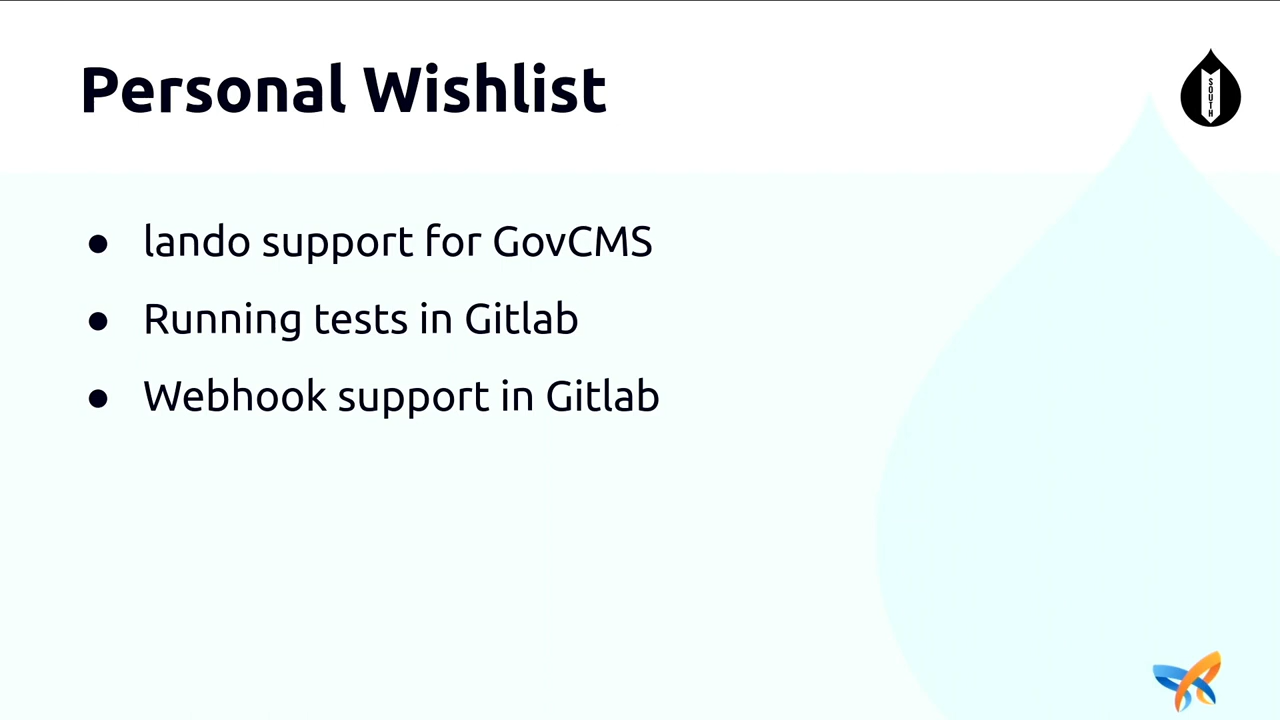 Personal Wishlist
SOUTH
● lando support for GovCMS
● Running tests in Gitlab
● Webhook support in Gitlab